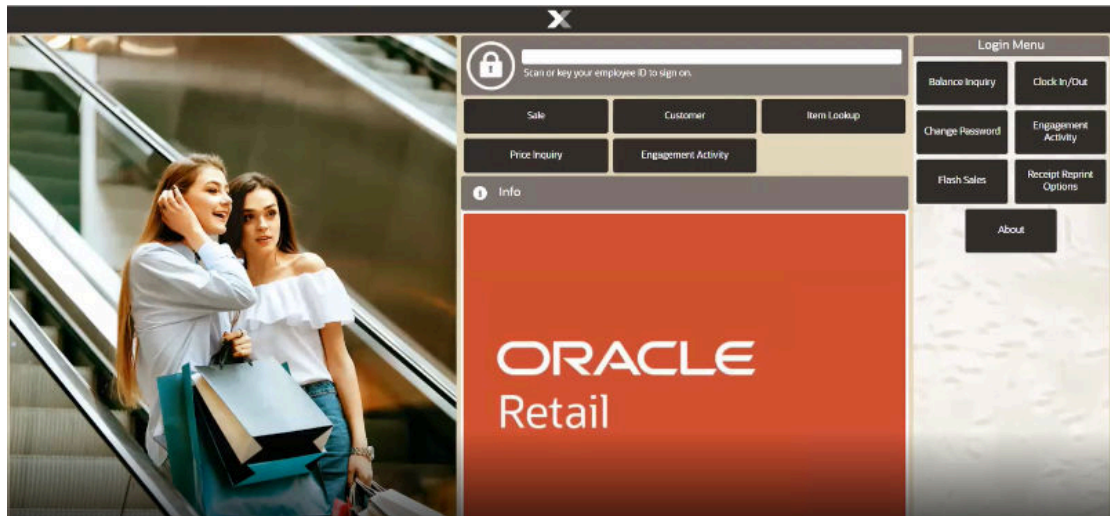 X
Scan or key your employee ID to sign on.
Sale
Customer
Item Lookup
Price Inquiry
Engagement Activity
Info
ORACLE
Retail
Login Menu
Balance Inquiry
Clock In/Out
Change Password
Engagement
Activity
Flash Sales
Receipt Reprint
Options
About